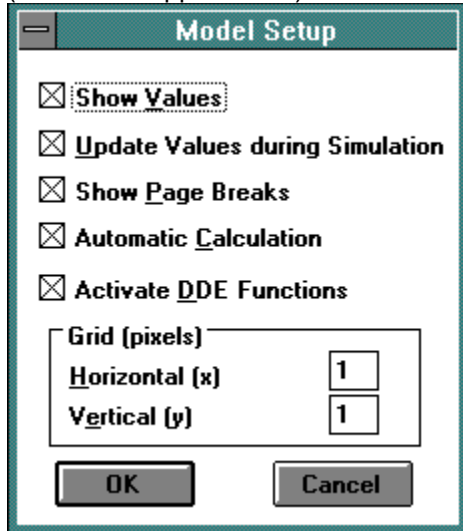 Model Setup
Show Values
Update Values during Simulation
Show Page Breaks
Automatic Calculation
Activate DDE Functions
Grid (pixels)
Horizontal (x) 1
Vertical (y) 1
OK Cancel